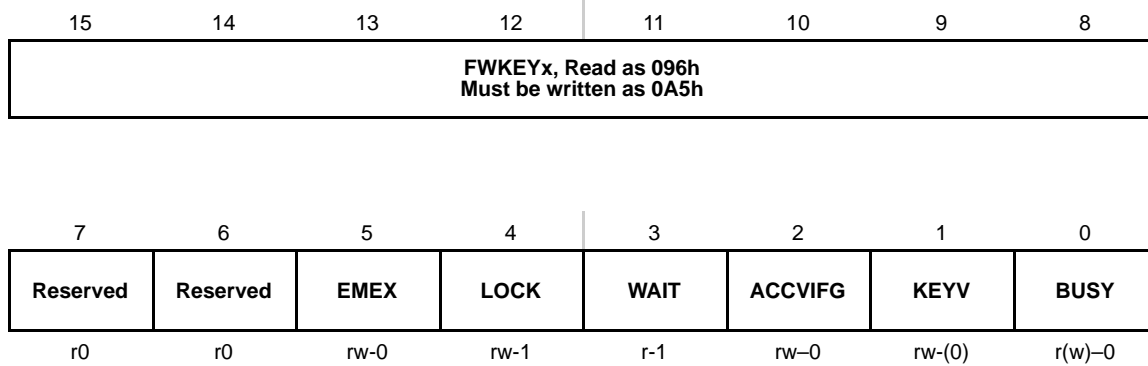 15 14 13 12 11 10 9 8
FWKEYx, Read as 096h
Must be written as 0A5h
7 6 5 4 3 2 1 0
Reserved Reserved EMEX LOCK WAIT ACCVIFG KEYV BUSY
r0 r0 rw-0 rw-1 r-1 rw–0 rw-(0) r(w)–0